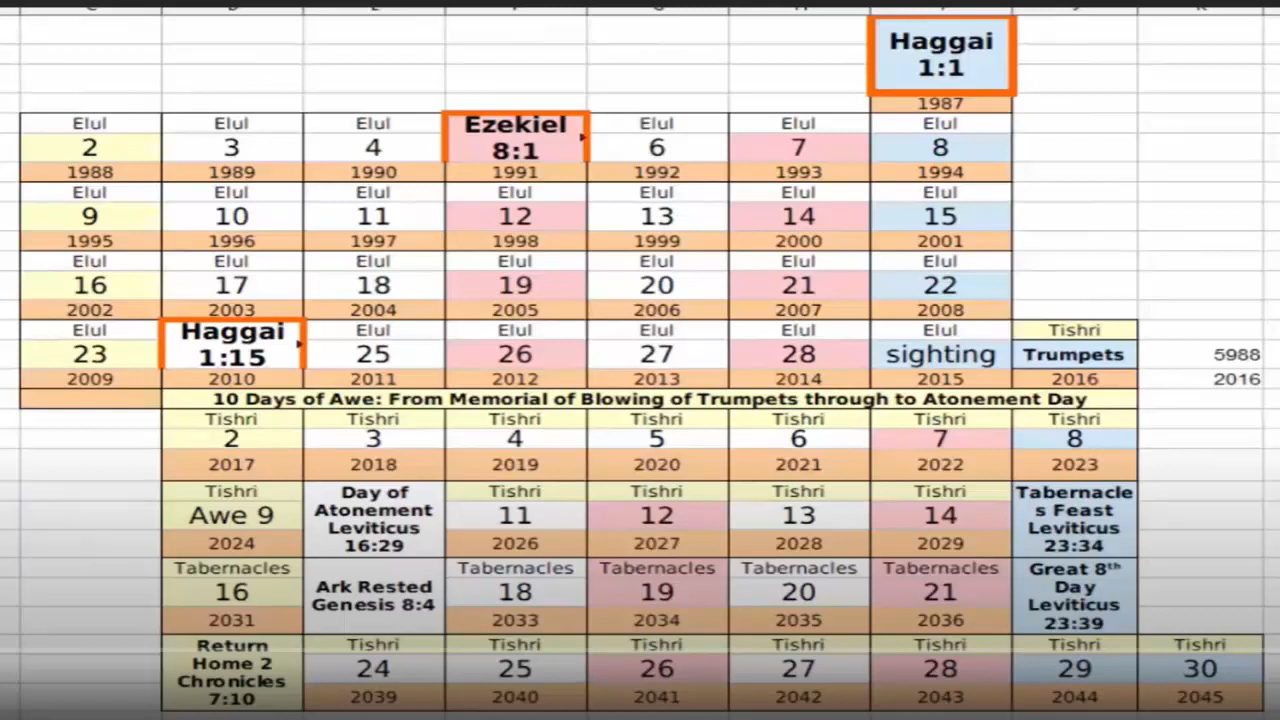 Haggai
1:1
1987
Elul Elul Elul Ezekiel Elul Elul Elul
2 3 4 8:1 6 7 8
1988 1989 1990 1991 1992 1993 1994
Elul Elul Elul Elul Elul Elul Elul
9 10 11 12 13 14 15
1995 1996 1997 1998 1999 2000 2001
Elul Elul Elul Elul Elul Elul Elul
16 17 18 19 20 21 22
2002 2003 2004 2005 2006 2007 2008
Elul Haggai Elul Elul Elul Elul Elul Tishri
23 1:15 25 26 27 28 sighting Trumpets 5988
2009 2010 2011 2012 2013 2014 2015 2016 2016
10 Days of Awe: From Memorial of Blowing of Trumpets through to Atonement Day
Tishri Tishri Tishri Tishri Tishri Tishri Tishri
2 3 4 5 6 7 8
2017 2018 2019 2020 2021 2022 2023
Tishri Day of Tishri Tishri Tishri Tishri Tabernacle
Awe 9 Atonement 11 12 13 14 s Feast
Leviticus Leviticus
2024 16:29 2026 2027 2028 2029 23:34
Tabernacles Tabernacles Tabernacles Tabernacles Tabernacles Great 8th
16 Ark Rested 18 19 20 21 Day
Genesis 8:4 Leviticus
2031 2033 2034 2035 2036 23:39
Return Tishri Tishri Tishri Tishri Tishri Tishri Tishri
Home 2 24 25 26 27 28 29 30
Chronicles
7:10 2039 2040 2041 2042 2043 2044 2045